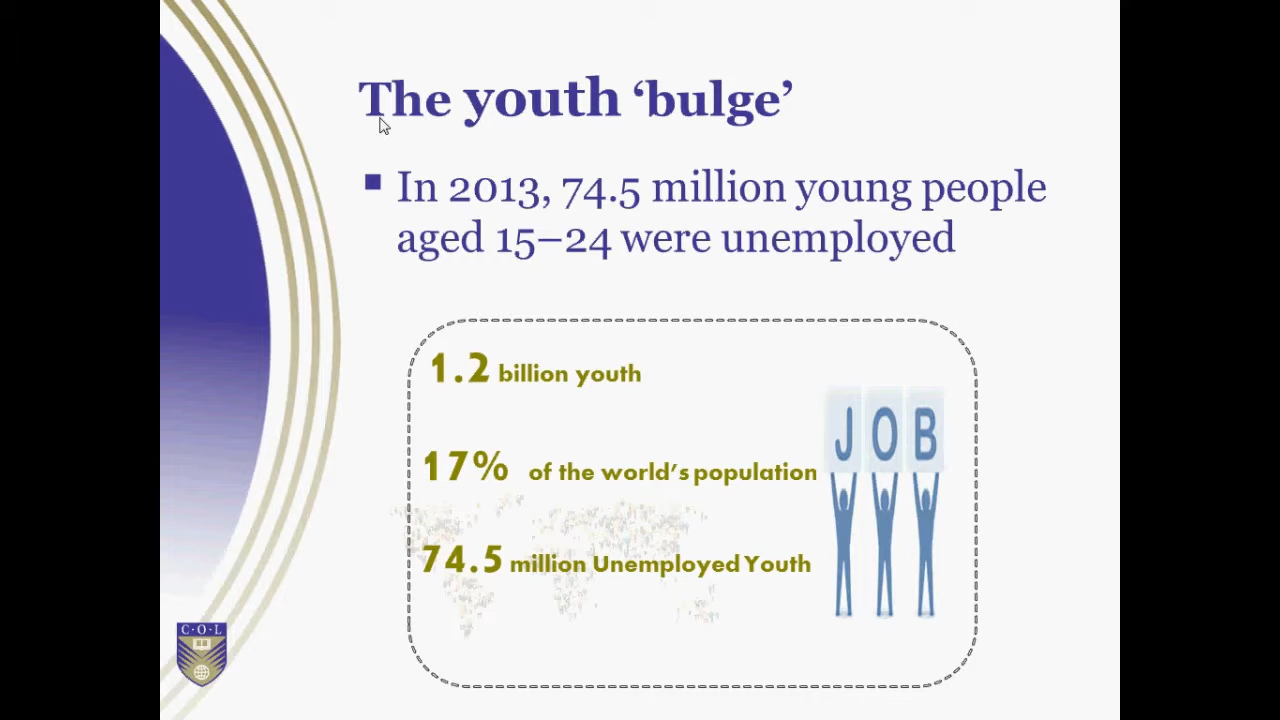 The youth ‘bulge’
In 2013, 74.5 million young people
aged 15–24 were unemployed
1.2 billion youth
17% of the world's population
74.5 million Unemployed Youth
J O B
C·O·L